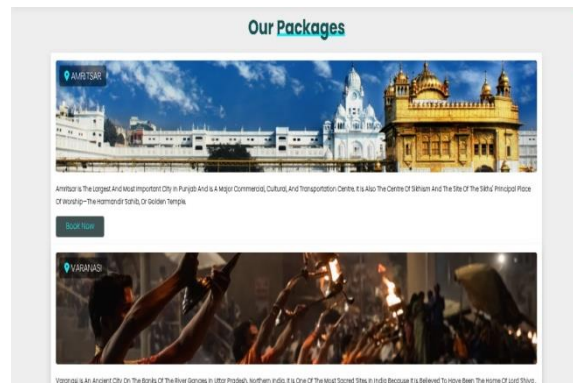 Our Packages
AMRITSAR
Amritsar Is The Largest And Most Important City In Punjab And Is A Major Commercial, Cultural, And Transportation Centre. It Is Also The Centre Of Sikhism And The Site Of The Sikhs' Principal Place
Of Worship—The Harmandir Sahib, Or Golden Temple.
Book Now
VARANASI
Varanasi Is An Ancient City On The Banks Of The River Ganges In Uttar Pradesh, Northern India. It Is One Of The Most Sacred Sites In India Because It Is Believed To Have Been The Home Of Lord Shiva.